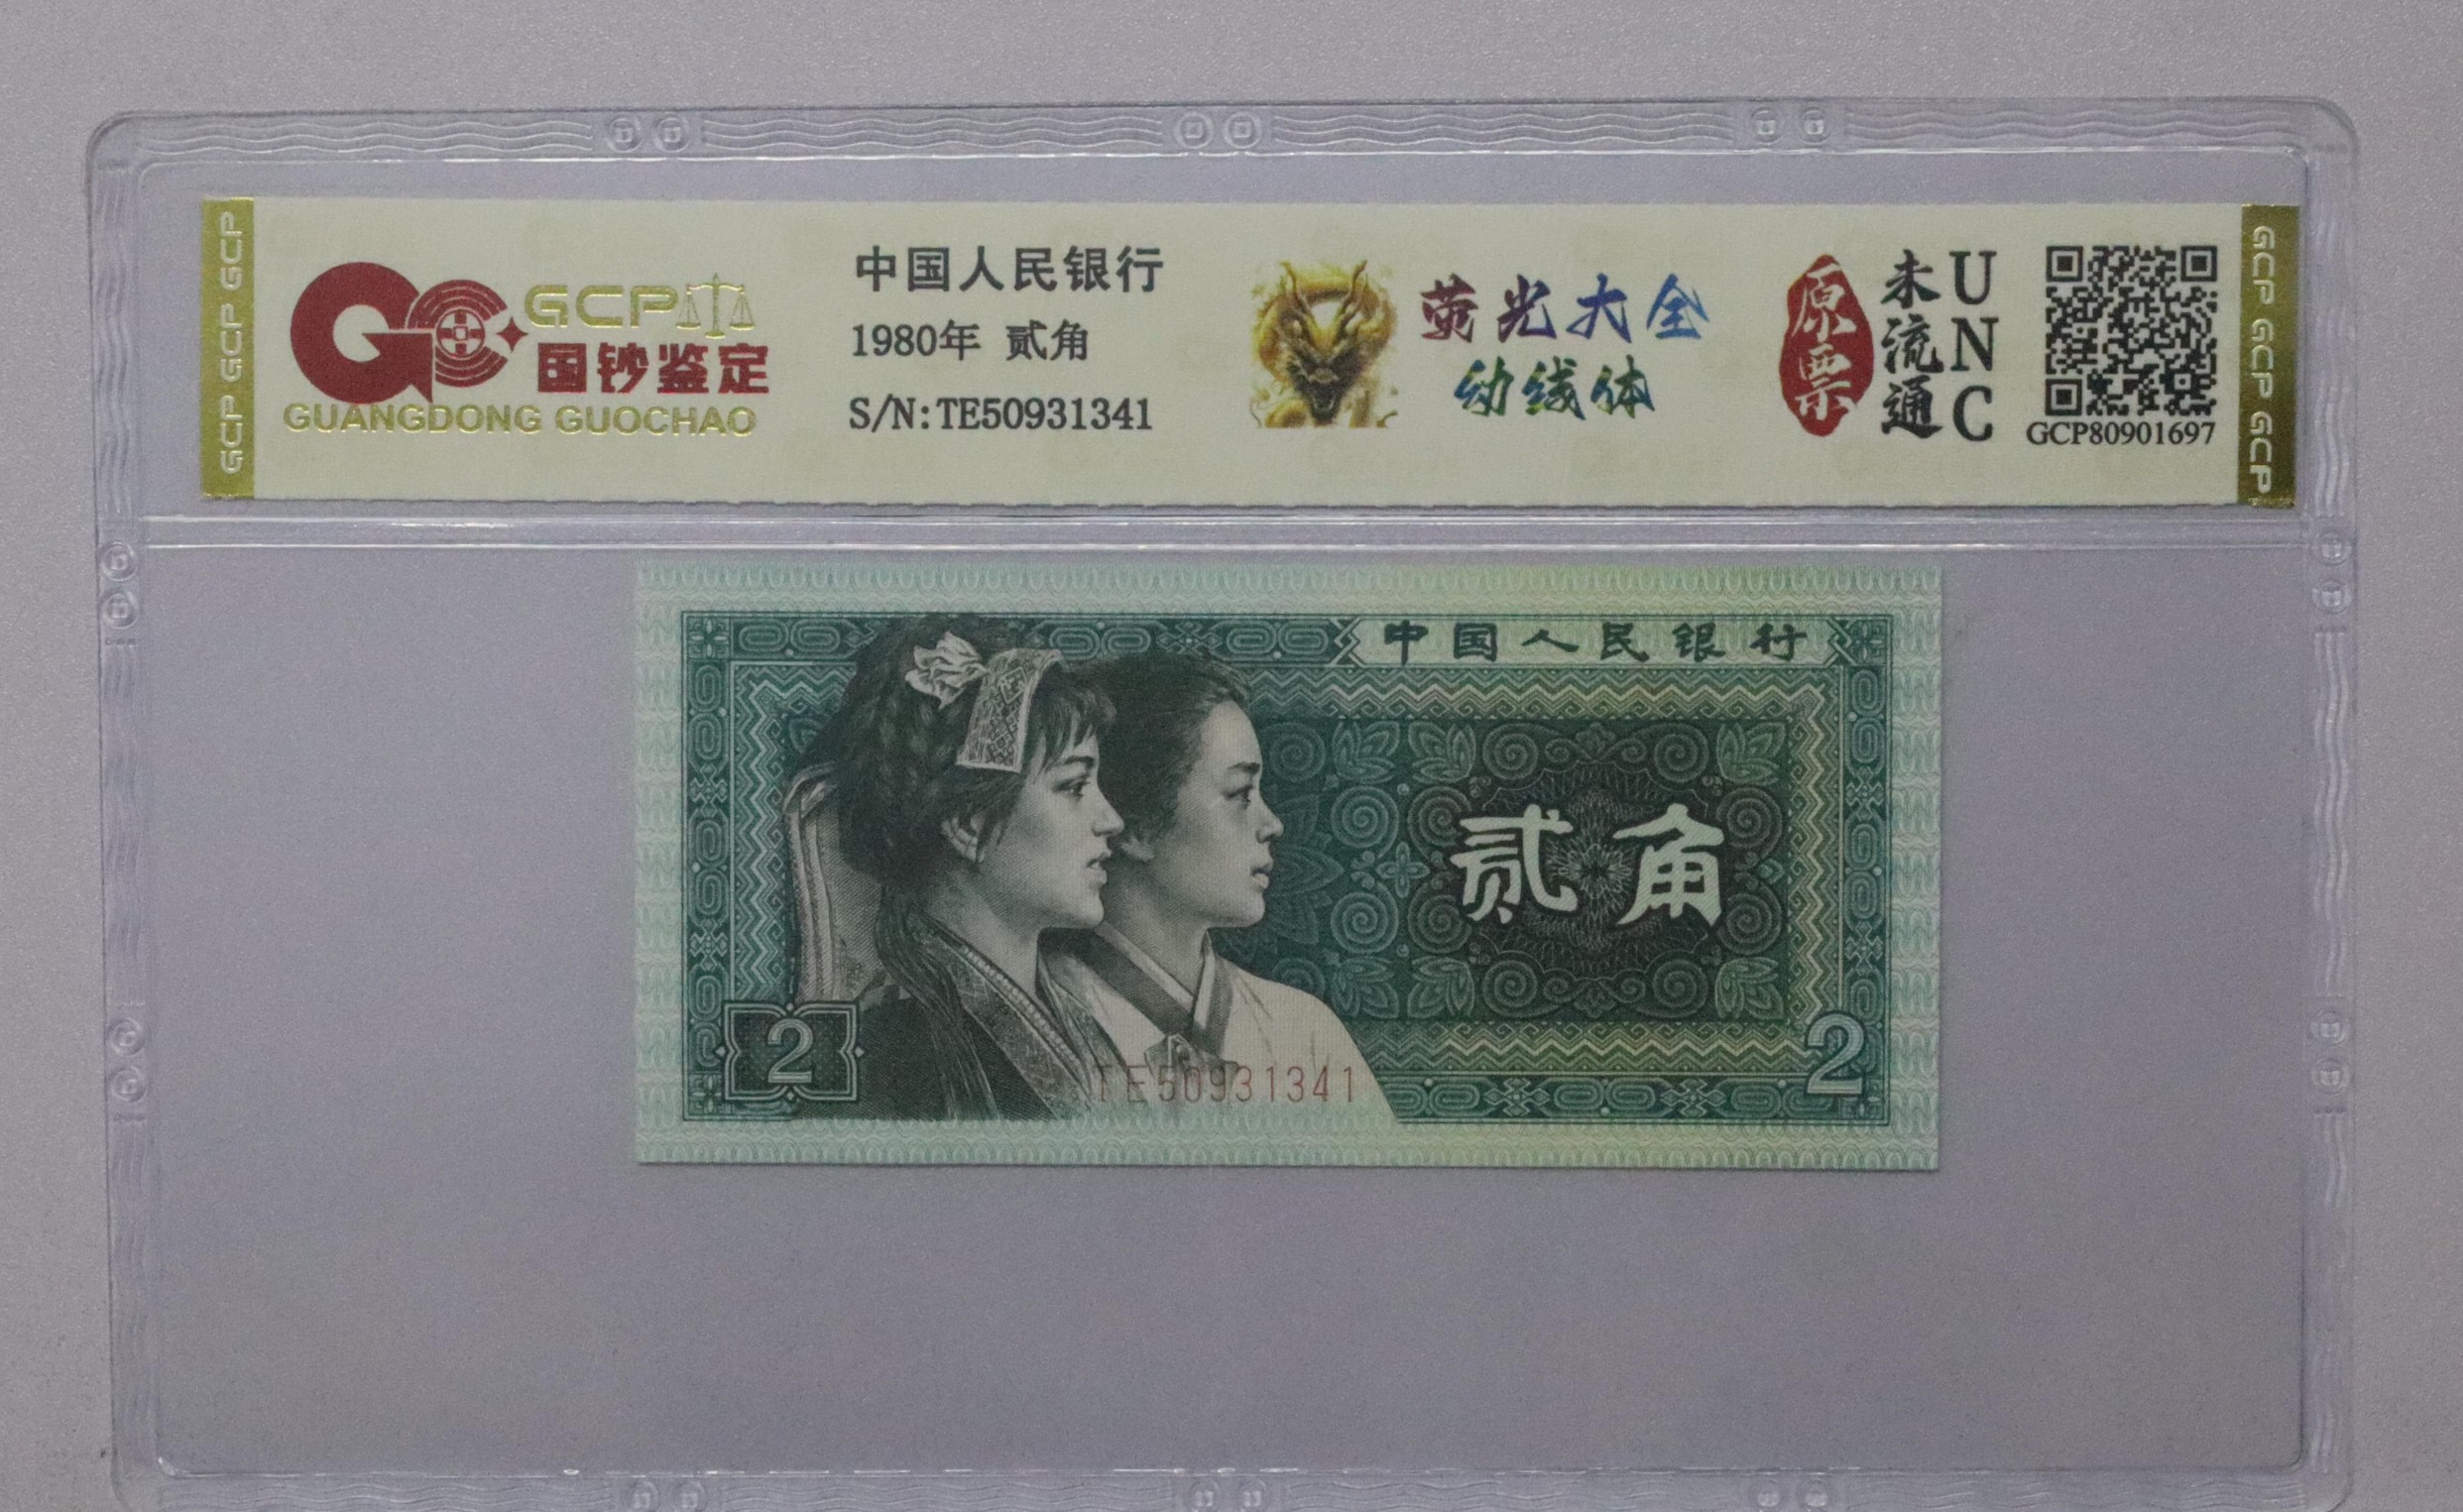 GCP GCP GCP
GCP
国钞鉴定
GUANGDONG GUOCHAO
中国人民银行
1980年 贰角
S/N:TE50931341
荧光大全
幼线体
原票
未流通
UNC
GCP80901697
GCP GCP GCP
中国人民银行
贰角
2
2
TE50931341